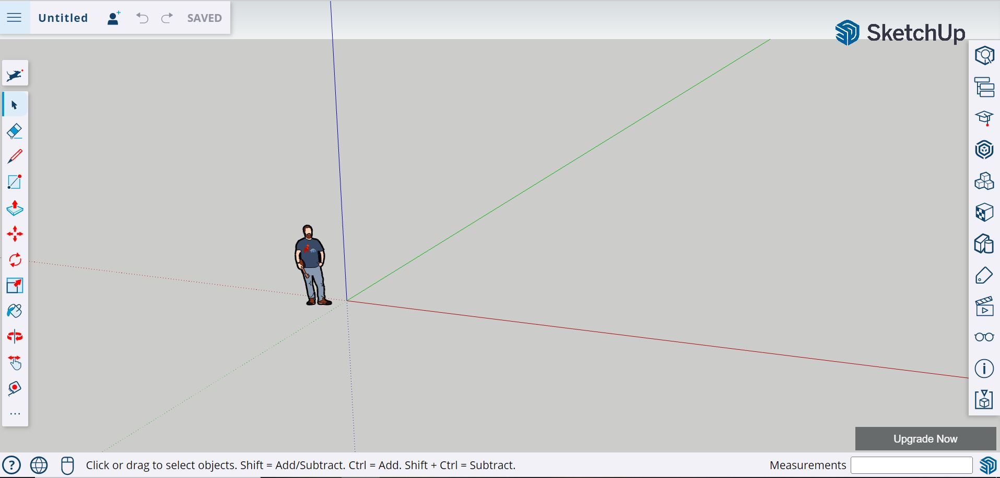 Untitled
SAVED
SketchUp
Upgrade Now
Click or drag to select objects. Shift = Add/Subtract. Ctrl = Add. Shift + Ctrl = Subtract.
Measurements